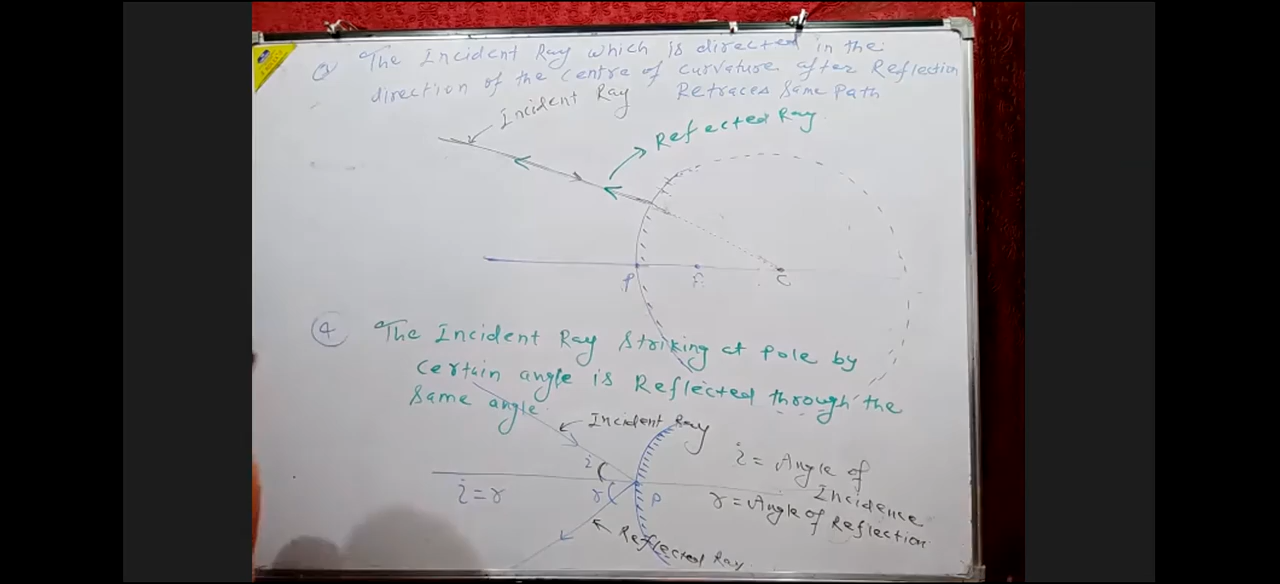 The Incident Ray which is directed in the
direction of the centre of curvature after Reflection
Retraces Same Path
Incident Ray
Reflected Ray
P
F
C
4 The Incident Ray Striking at pole by
certain angle is Reflected through the
Same angle.
Incident Ray
i
i = r
r
P
i = Angle of
Incidence
r = Angle of Reflection
Reflected Ray